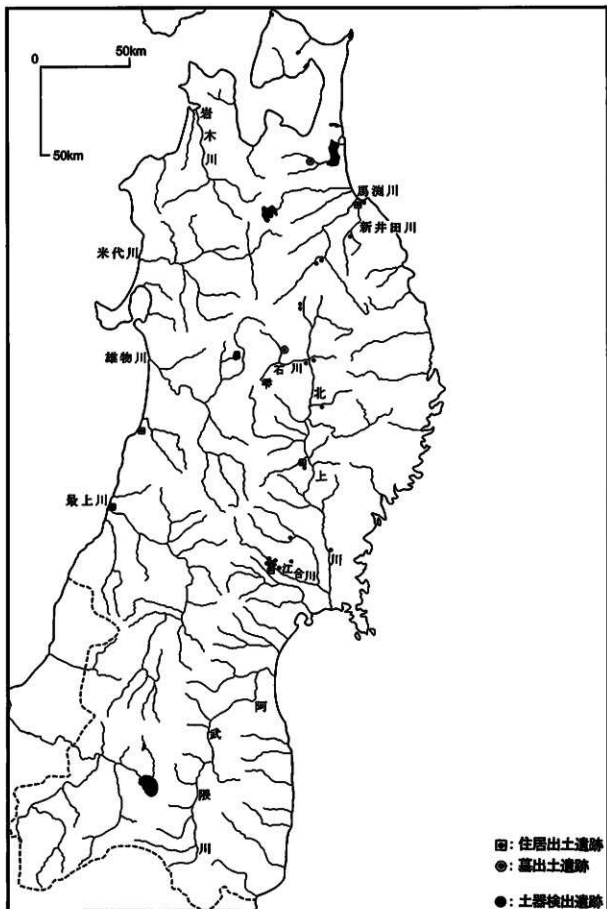 0
50km
50km
岩木川
馬渕川
新井田川
米代川
雄物川
雫石川
北上川
最上川
江合川
阿武隈川
: 住居出土遺跡
: 墓出土遺跡
: 土器検出遺跡